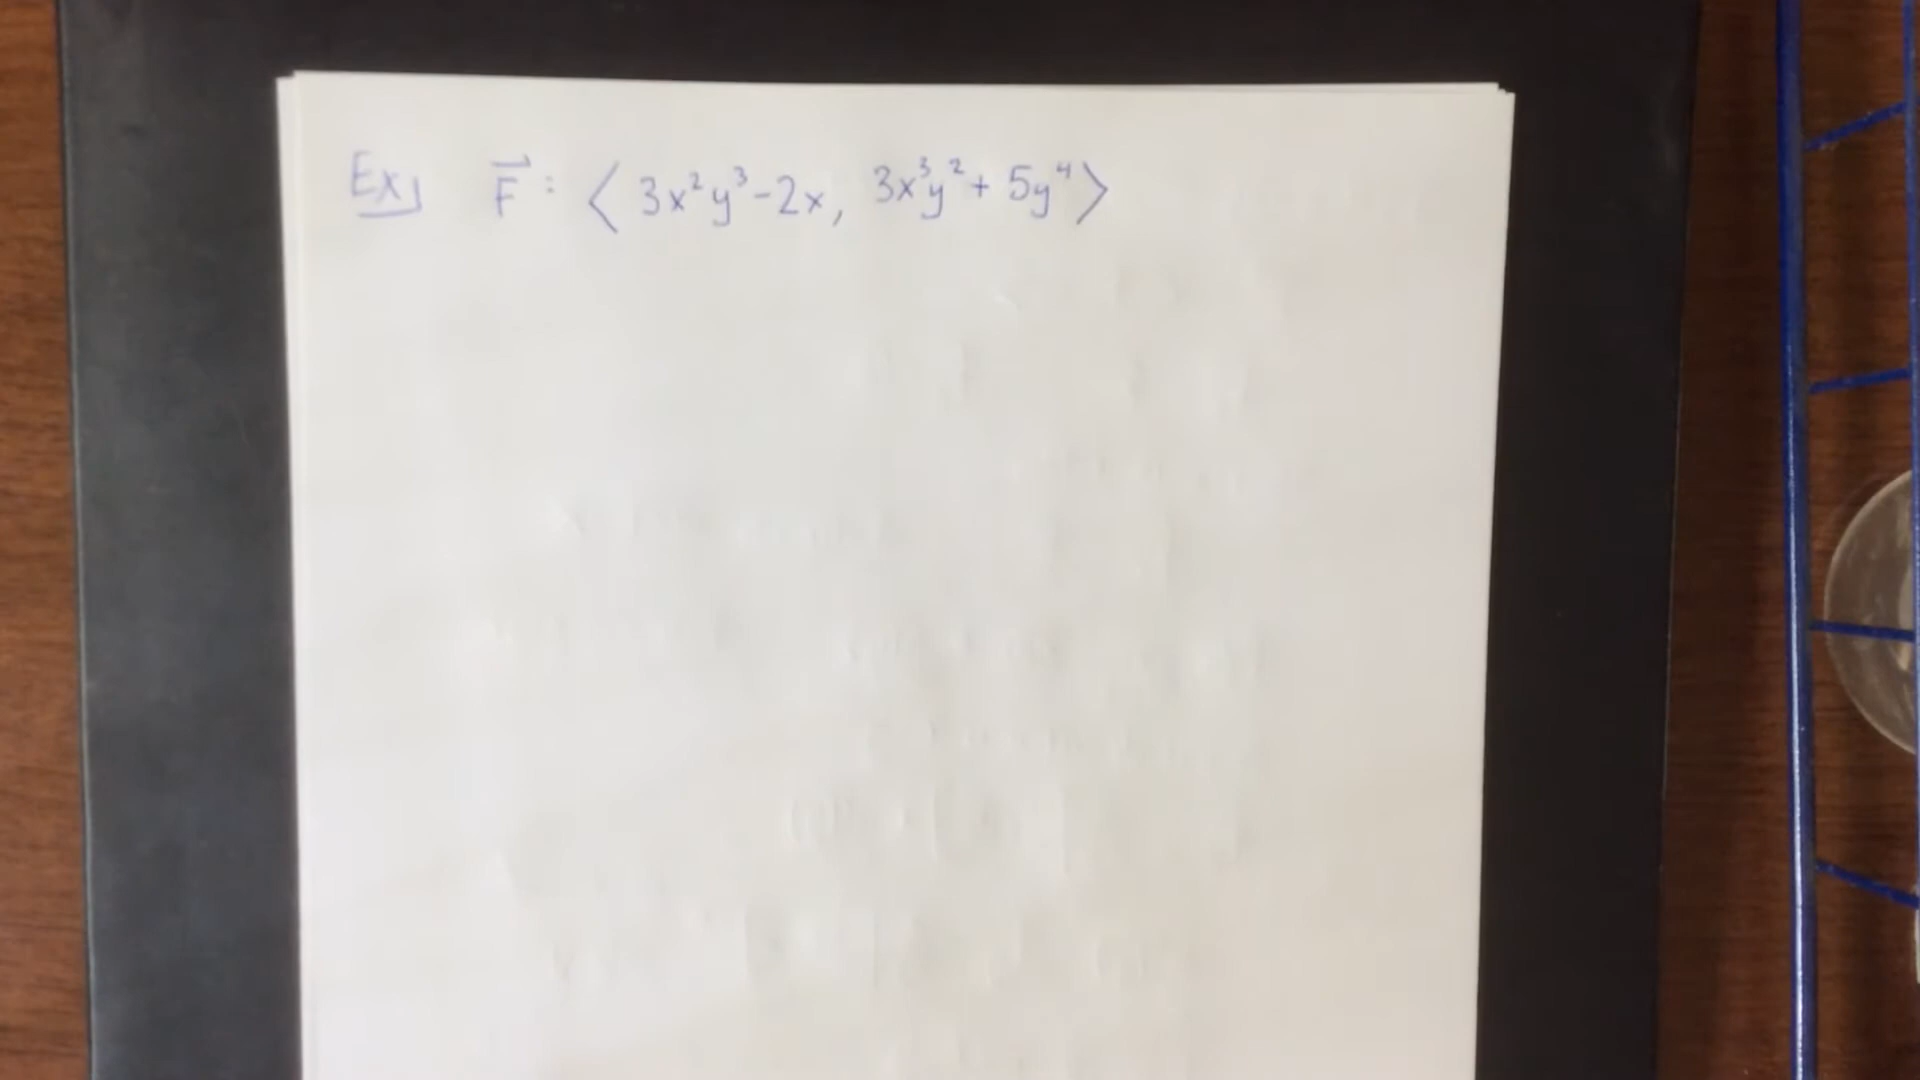 Ex) F⃗ : ⟨ 3x²y³-2x, 3x³y²+ 5y⁴⟩